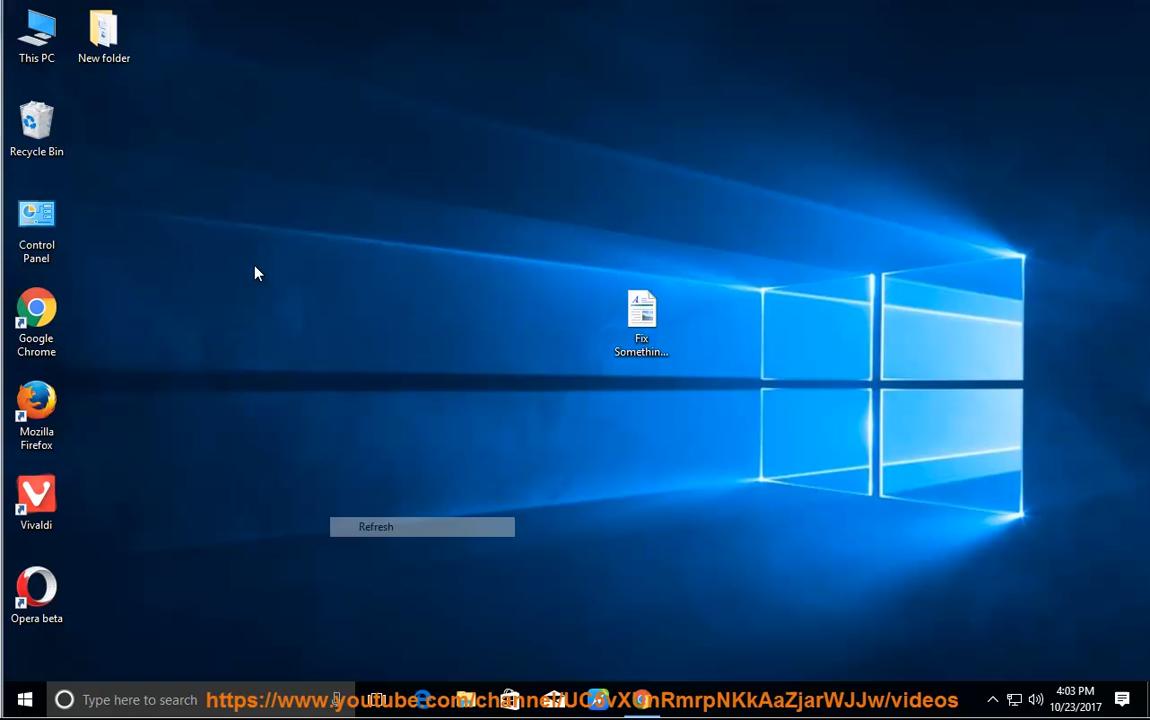 This PC
New folder
Recycle Bin
Control
Panel
Google
Chrome
Fix
Somethin...
Mozilla
Firefox
Vivaldi
Refresh
Opera beta
Type here to search
4:03 PM
10/23/2017